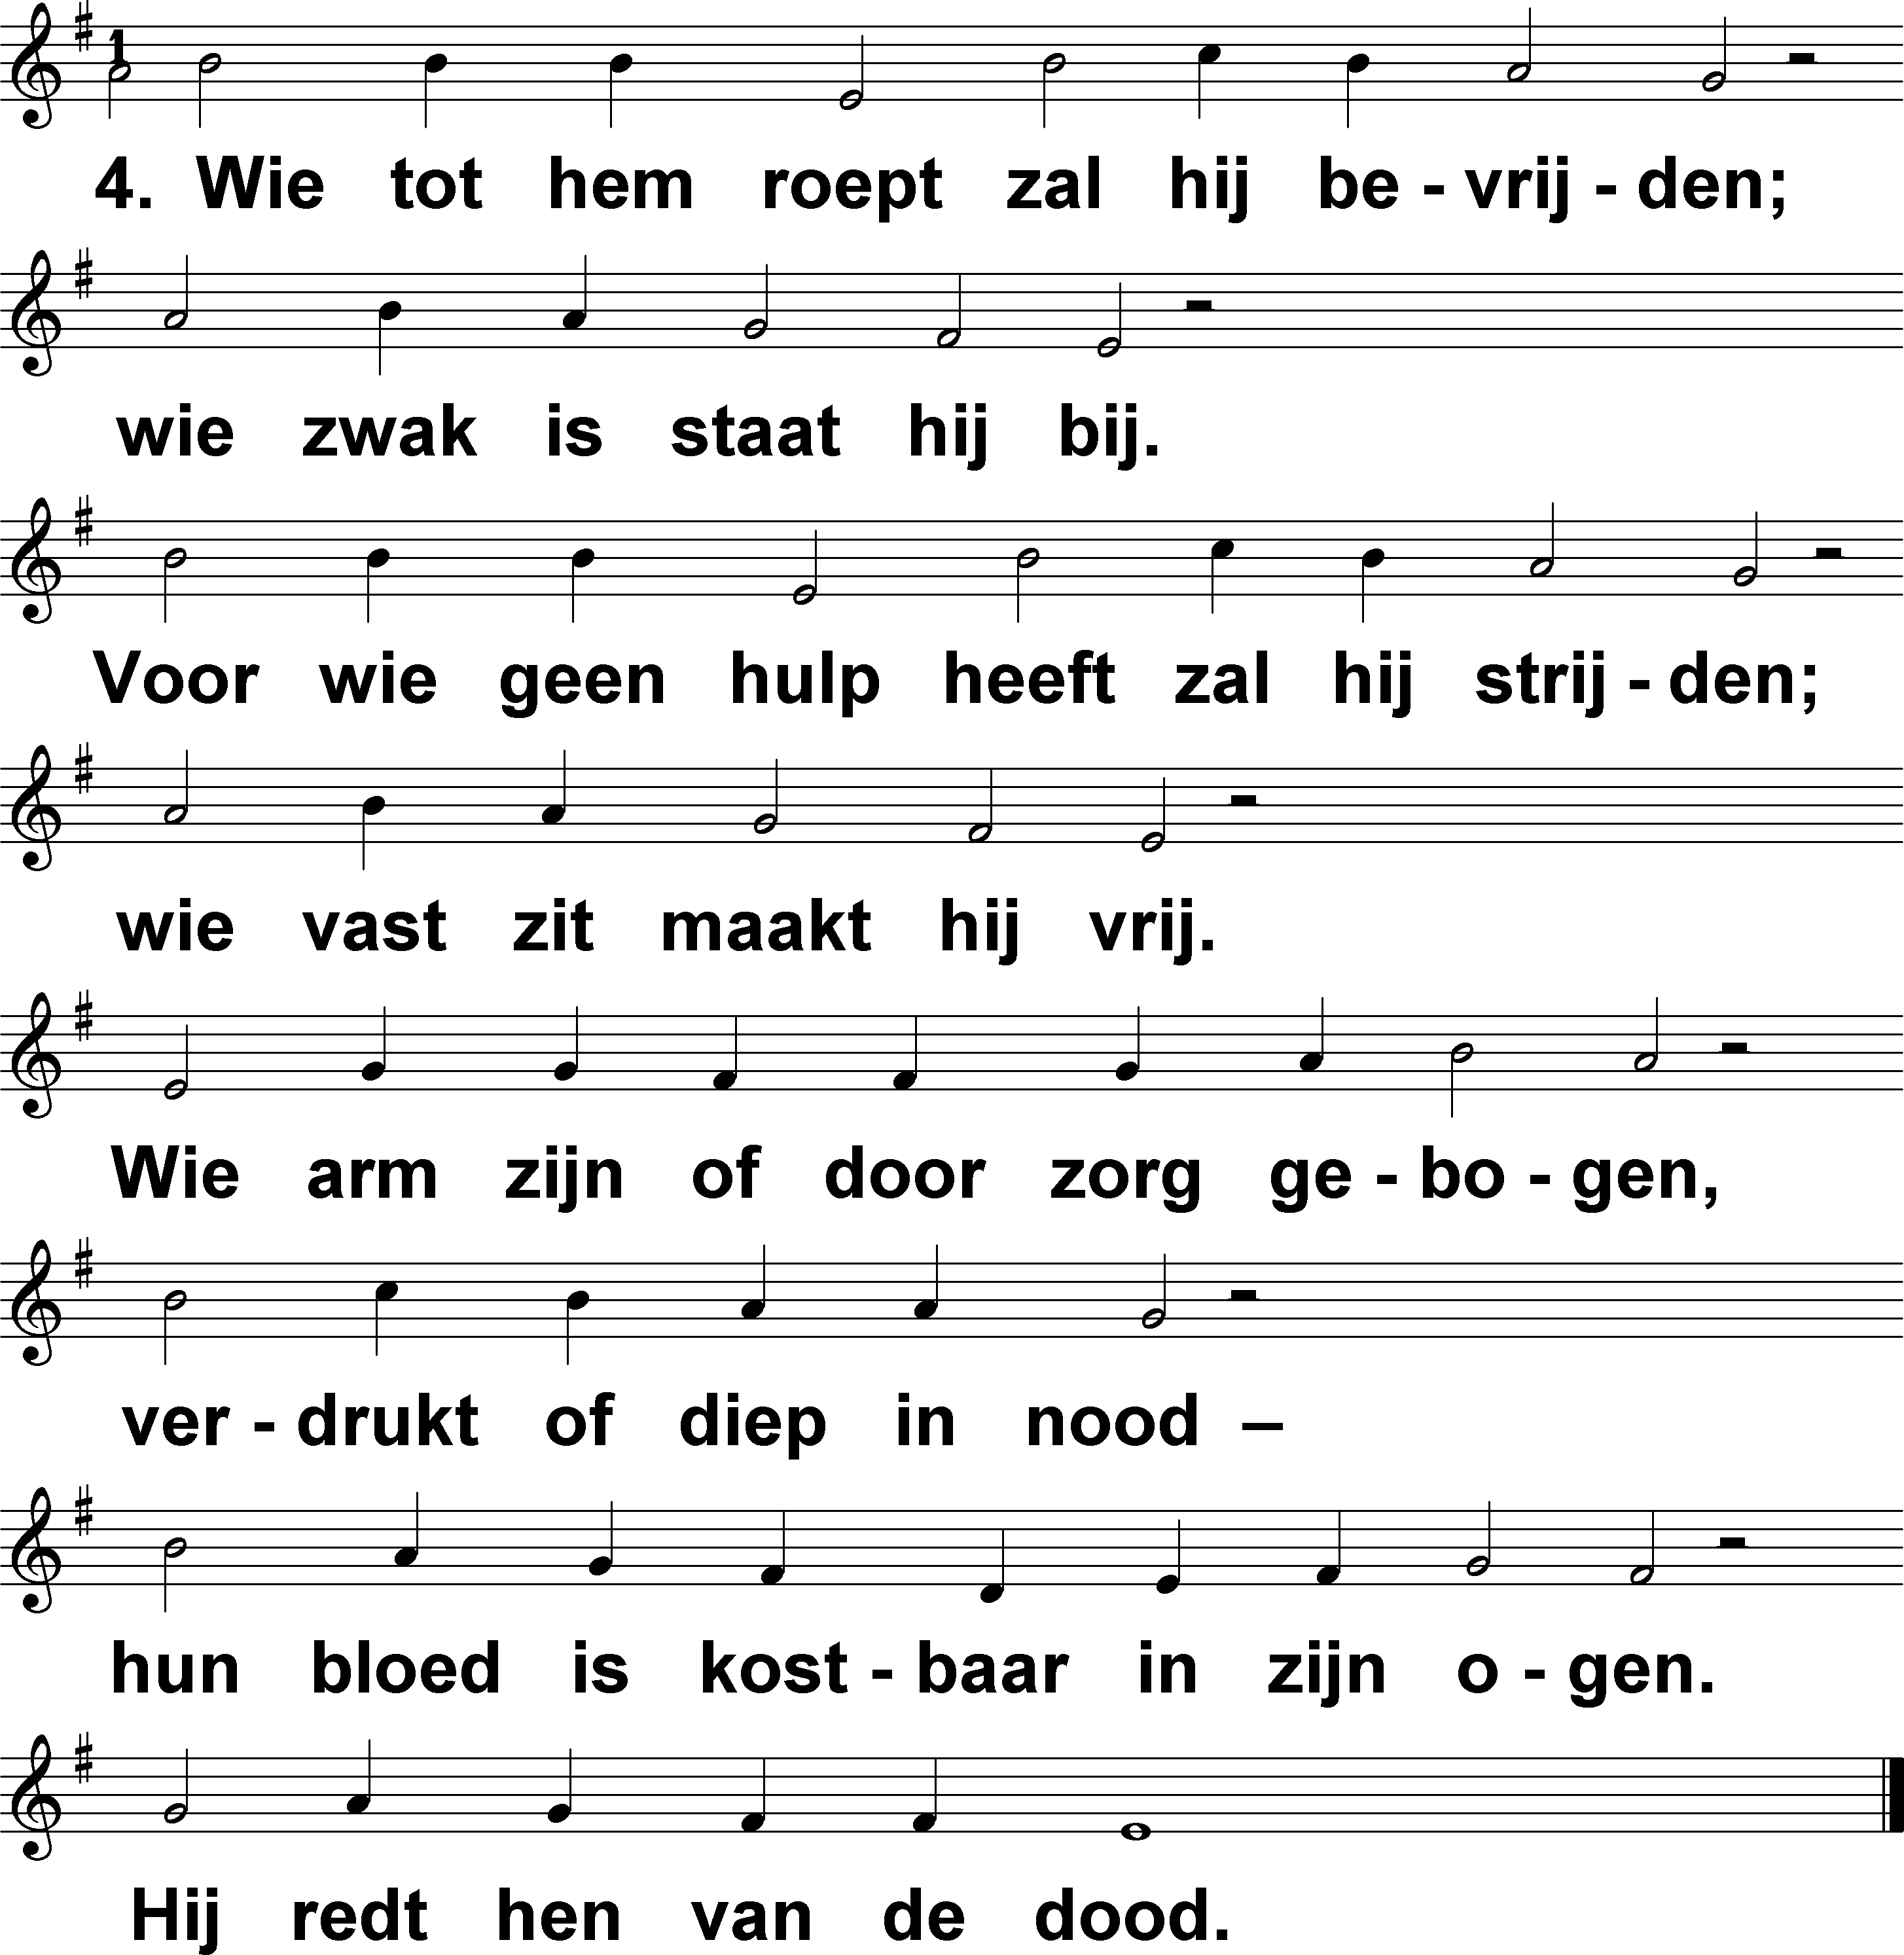 4. Wie tot hem roept zal hij be - vrij - den;
wie zwak is staat hij bij.
Voor wie geen hulp heeft zal hij strij - den;
wie vast zit maakt hij vrij.
Wie arm zijn of door zorg ge - bo - gen,
ver - drukt of diep in nood –
hun bloed is kost - baar in zijn o - gen.
Hij redt hen van de dood.